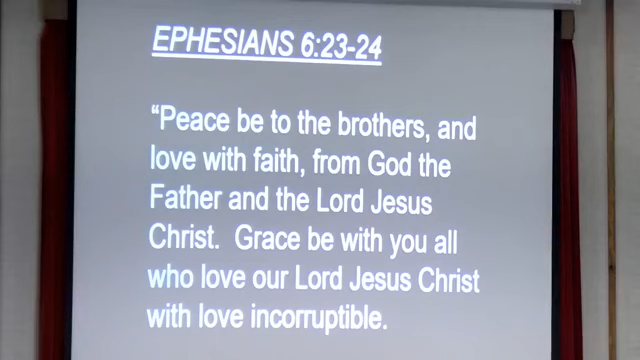 EPHESIANS 6:23-24
“Peace be to the brothers, and
love with faith, from God the
Father and the Lord Jesus
Christ.  Grace be with you all
who love our Lord Jesus Christ
with love incorruptible.